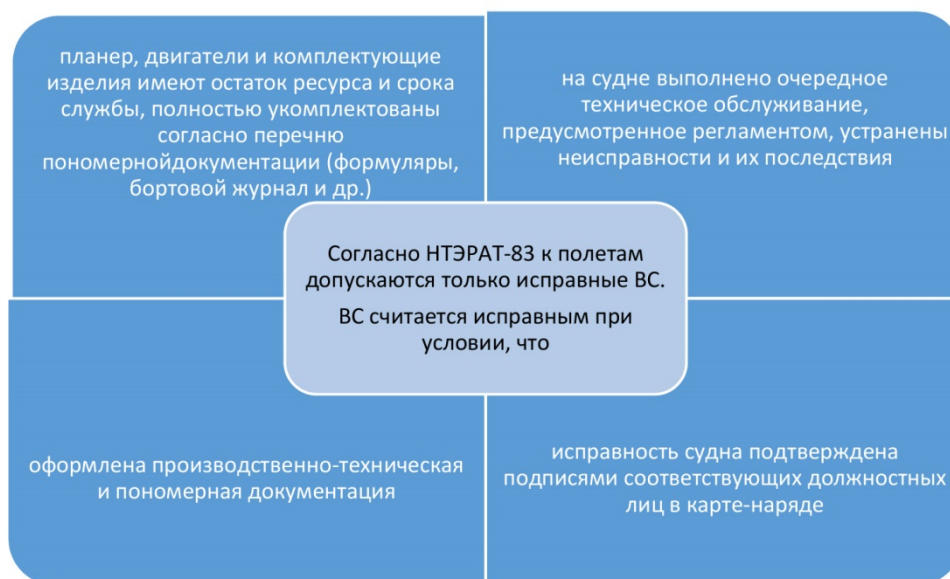 планер, двигатели и комплектующие
изделия имеют остаток ресурса и срока
службы, полностью укомплектованы
согласно перечню
пономернойдокументации (формуляры,
бортовой журнал и др.)
на судне выполнено очередное
техническое обслуживание,
предусмотренное регламентом, устранены
неисправности и их последствия
Согласно НТЭРАТ-83 к полетам
допускаются только исправные ВС.
ВС считается исправным при
условии, что
оформлена производственно-техническая
и пономерная документация
исправность судна подтверждена
подписями соответствующих должностных
лиц в карте-наряде